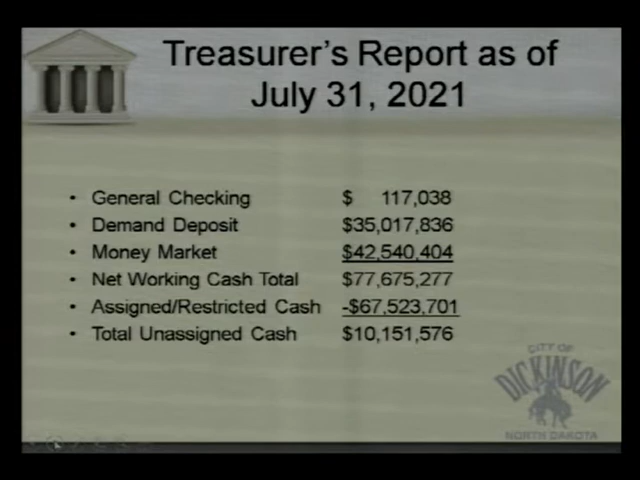 Treasurer's Report as of
July 31, 2021
• General Checking $ 117,038
• Demand Deposit $35,017,836
• Money Market $42,540,404
• Net Working Cash Total $77,675,277
• Assigned/Restricted Cash -$67,523,701
• Total Unassigned Cash $10,151,576
CITY OF
DICKINSON
NORTH DAKOTA